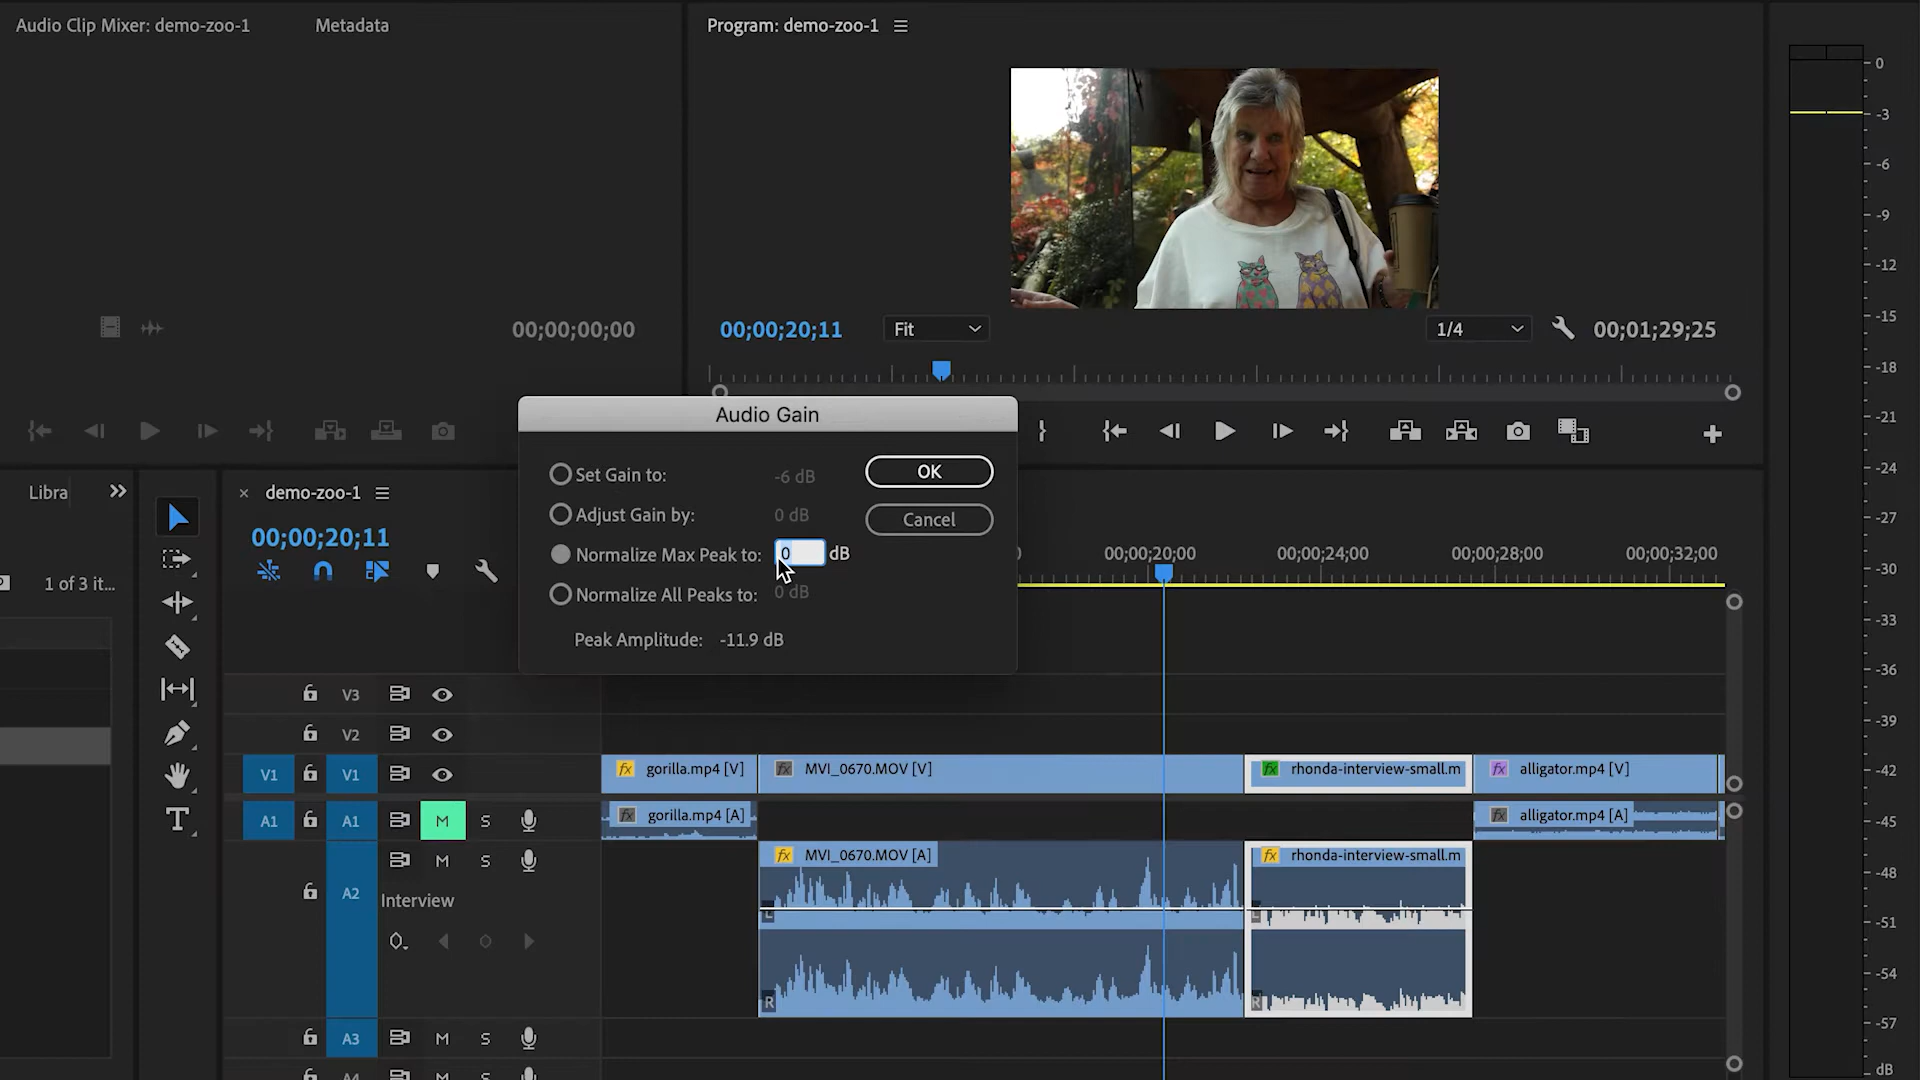 Audio Clip Mixer: demo-zoo-1
Metadata
Program: demo-zoo-1
0
-3
-6
-9
-12
-15
-18
-21
-24
-27
-30
-33
-36
-39
-42
-45
-48
-51
-54
-57
dB
00;00;00;00
00;00;20;11
Fit
1/4
00;01;29;25
Audio Gain
Set Gain to:
-6 dB
OK
Adjust Gain by:
0 dB
Cancel
Normalize Max Peak to:
0
dB
Normalize All Peaks to:
0 dB
Peak Amplitude: -11.9 dB
Libra
demo-zoo-1
00;00;20;11
1 of 3 it...
00;00;20;00
00;00;24;00
00;00;28;00
00;00;32;00
V3
V2
V1
V1
gorilla.mp4 [V]
MVI_0670.MOV [V]
rhonda-interview-small.m
alligator.mp4 [V]
A1
A1
M
S
gorilla.mp4 [A]
alligator.mp4 [A]
M
S
MVI_0670.MOV [A]
rhonda-interview-small.m
A2
Interview
L
L
R
R
A3
M
S
A4
M
S